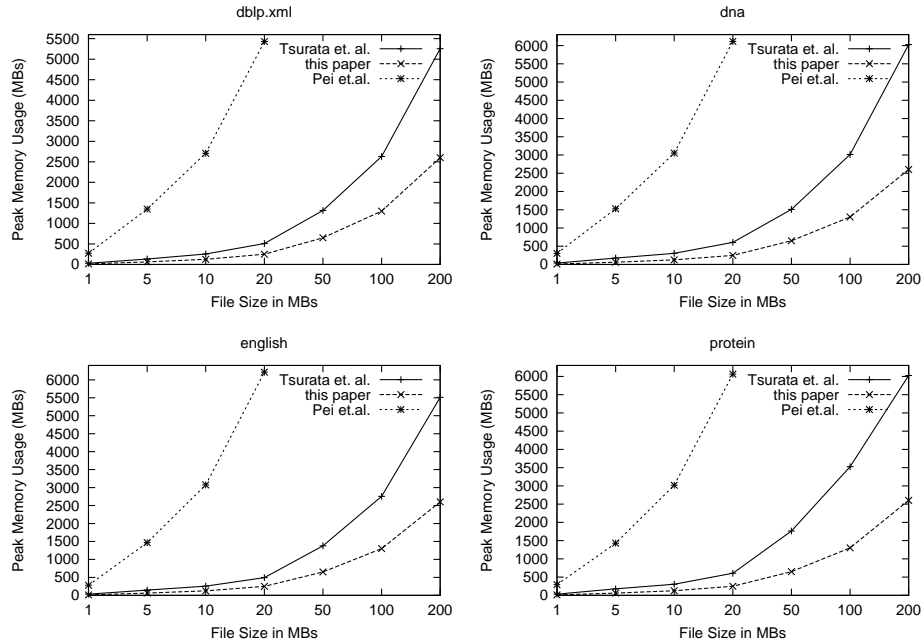 dblp.xml
Peak Memory Usage (MBs)
5500
5000
4500
4000
3500
3000
2500
2000
1500
1000
500
0
Tsurata et. al.
this paper
Pei et.al.
1 5 10 20 50 100 200
File Size in MBs
dna
Peak Memory Usage (MBs)
6000
5500
5000
4500
4000
3500
3000
2500
2000
1500
1000
500
0
Tsurata et. al.
this paper
Pei et.al.
1 5 10 20 50 100 200
File Size in MBs
english
Peak Memory Usage (MBs)
6000
5500
5000
4500
4000
3500
3000
2500
2000
1500
1000
500
0
Tsurata et. al.
this paper
Pei et.al.
1 5 10 20 50 100 200
File Size in MBs
protein
Peak Memory Usage (MBs)
6000
5500
5000
4500
4000
3500
3000
2500
2000
1500
1000
500
0
Tsurata et. al.
this paper
Pei et.al.
1 5 10 20 50 100 200
File Size in MBs